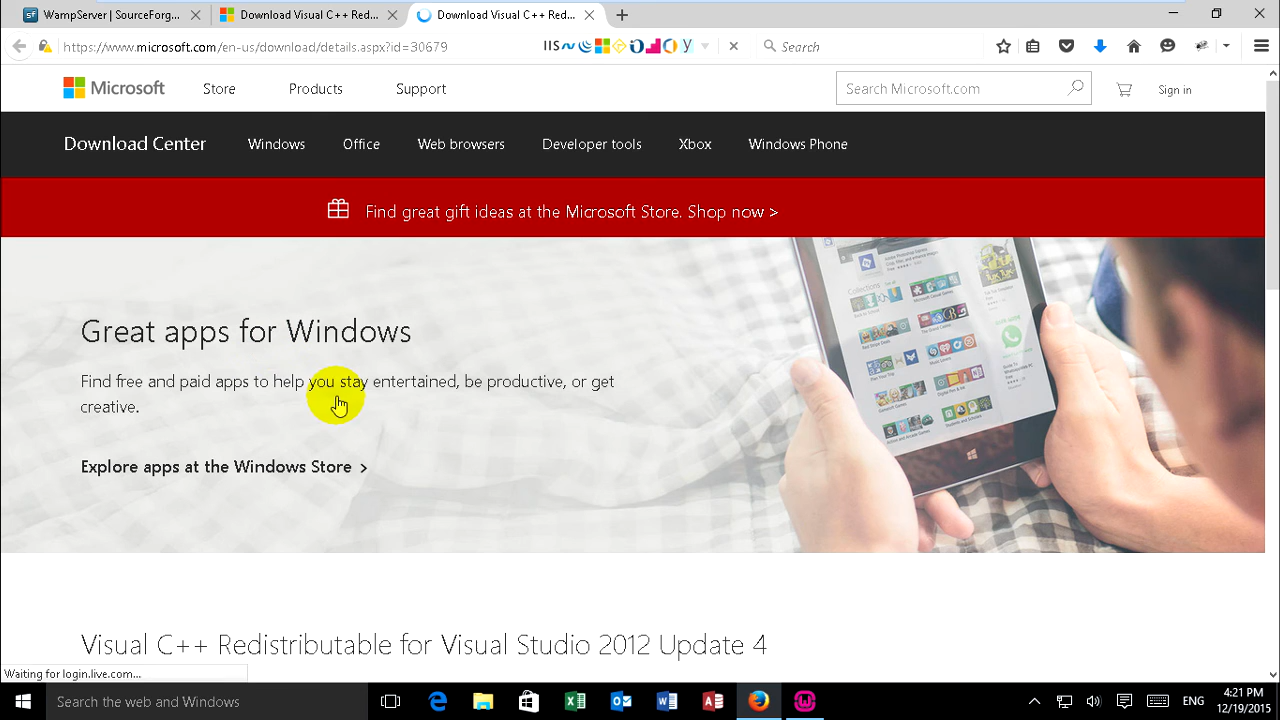 WampServer | SourceForg...
Download Visual C++ Red...
Download Visual C++ Red...
https://www.microsoft.com/en-us/download/details.aspx?id=30679
IIS
Search
Microsoft
Store
Products
Support
Search Microsoft.com
Sign in
Download Center
Windows
Office
Web browsers
Developer tools
Xbox
Windows Phone
Find great gift ideas at the Microsoft Store. Shop now >
Great apps for Windows
Find free and paid apps to help you stay entertained, be productive, or get
creative.
Explore apps at the Windows Store >
Visual C++ Redistributable for Visual Studio 2012 Update 4
Waiting for login.live.com...
Search the web and Windows
ENG
4:21 PM
12/19/2015